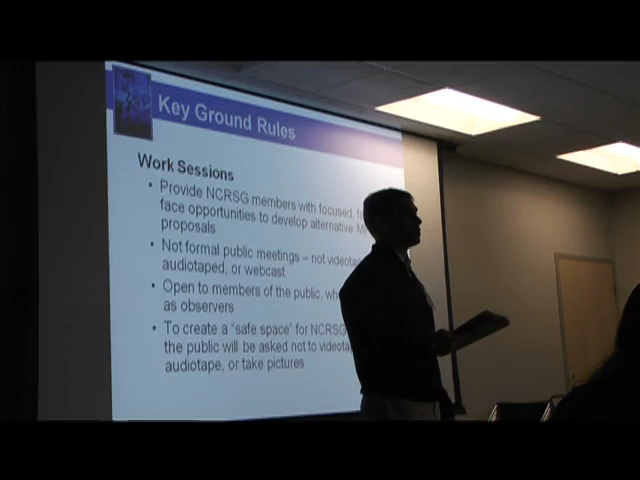 Key Ground Rules
Work Sessions
• Provide NCRSG members with focused,
face opportunities to develop alternative
proposals
• Not formal public meetings – not
audiotaped, or webcast
• Open to members of the public,
as observers
• To create a "safe space" for NCRSG
the public will be asked not to
audiotape, or take pictures